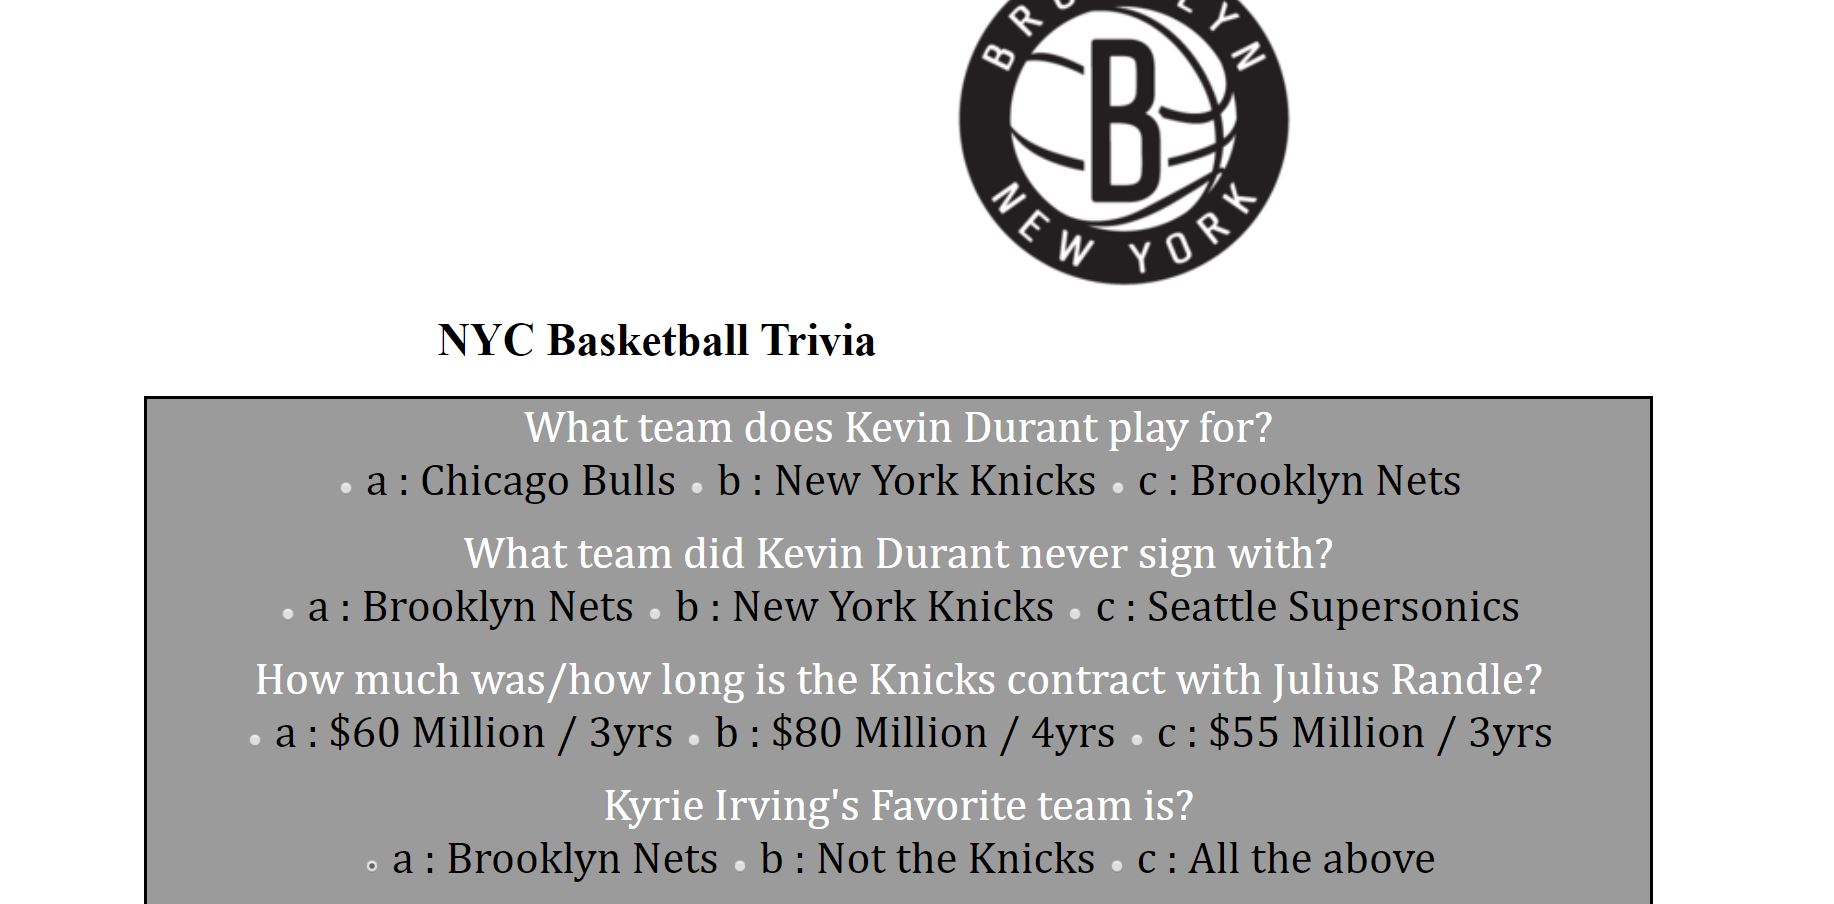 BROOKLYN
B
NEW YORK
NYC Basketball Trivia
What team does Kevin Durant play for?
a : Chicago Bulls b : New York Knicks c : Brooklyn Nets
What team did Kevin Durant never sign with?
a : Brooklyn Nets b : New York Knicks c : Seattle Supersonics
How much was/how long is the Knicks contract with Julius Randle?
a : $60 Million / 3yrs b : $80 Million / 4yrs c : $55 Million / 3yrs
Kyrie Irving's Favorite team is?
a : Brooklyn Nets b : Not the Knicks c : All the above